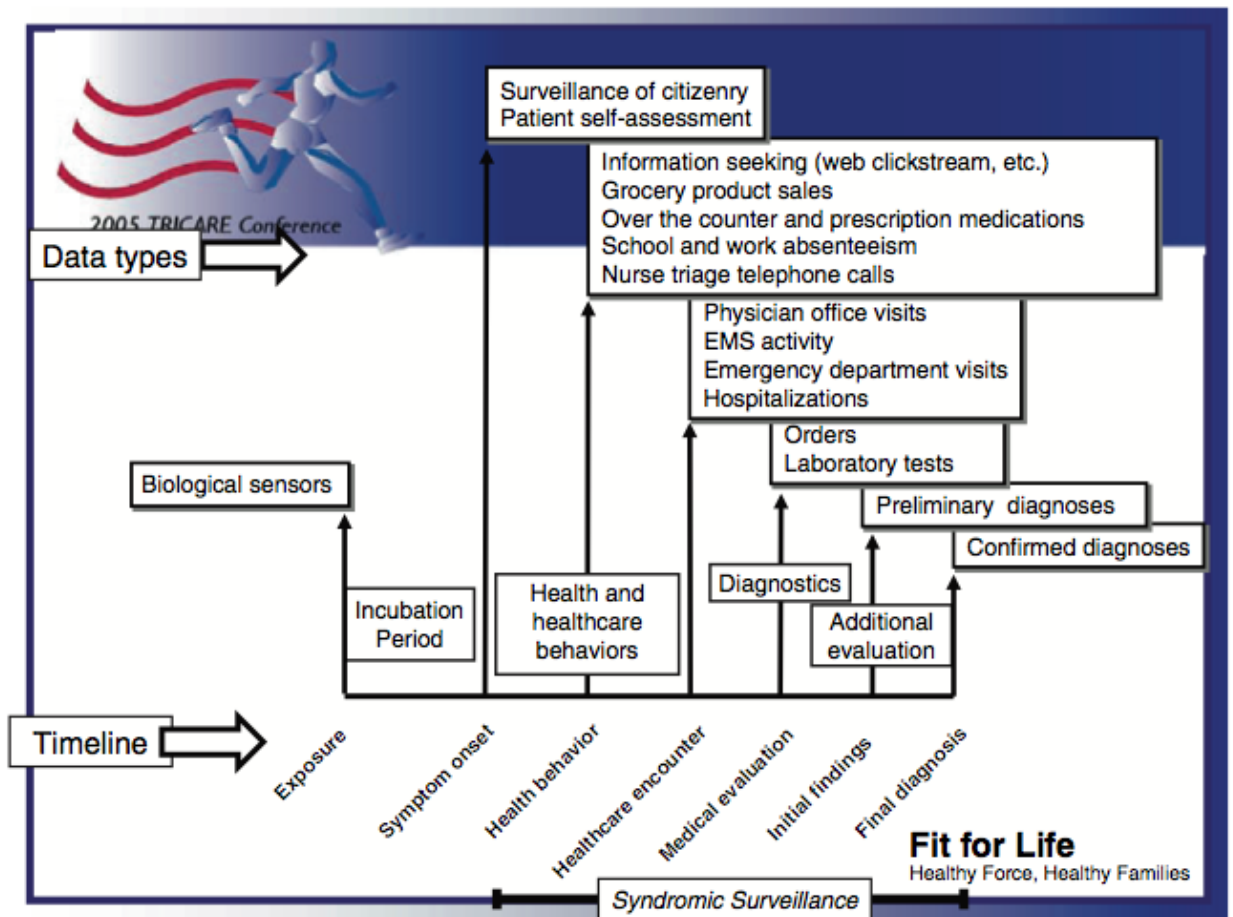 Surveillance of citizenry
Patient self-assessment
Information seeking (web clickstream, etc.)
Grocery product sales
Over the counter and prescription medications
School and work absenteeism
Nurse triage telephone calls
2005 TRICARE Conference
Data types
Physician office visits
EMS activity
Emergency department visits
Hospitalizations
Orders
Laboratory tests
Biological sensors
Preliminary diagnoses
Confirmed diagnoses
Incubation
Period
Health and
healthcare
behaviors
Diagnostics
Additional
evaluation
Timeline
Exposure
Symptom onset
Health behavior
Healthcare encounter
Medical evaluation
Initial findings
Final diagnosis
Fit for Life
Healthy Force, Healthy Families
Syndromic Surveillance